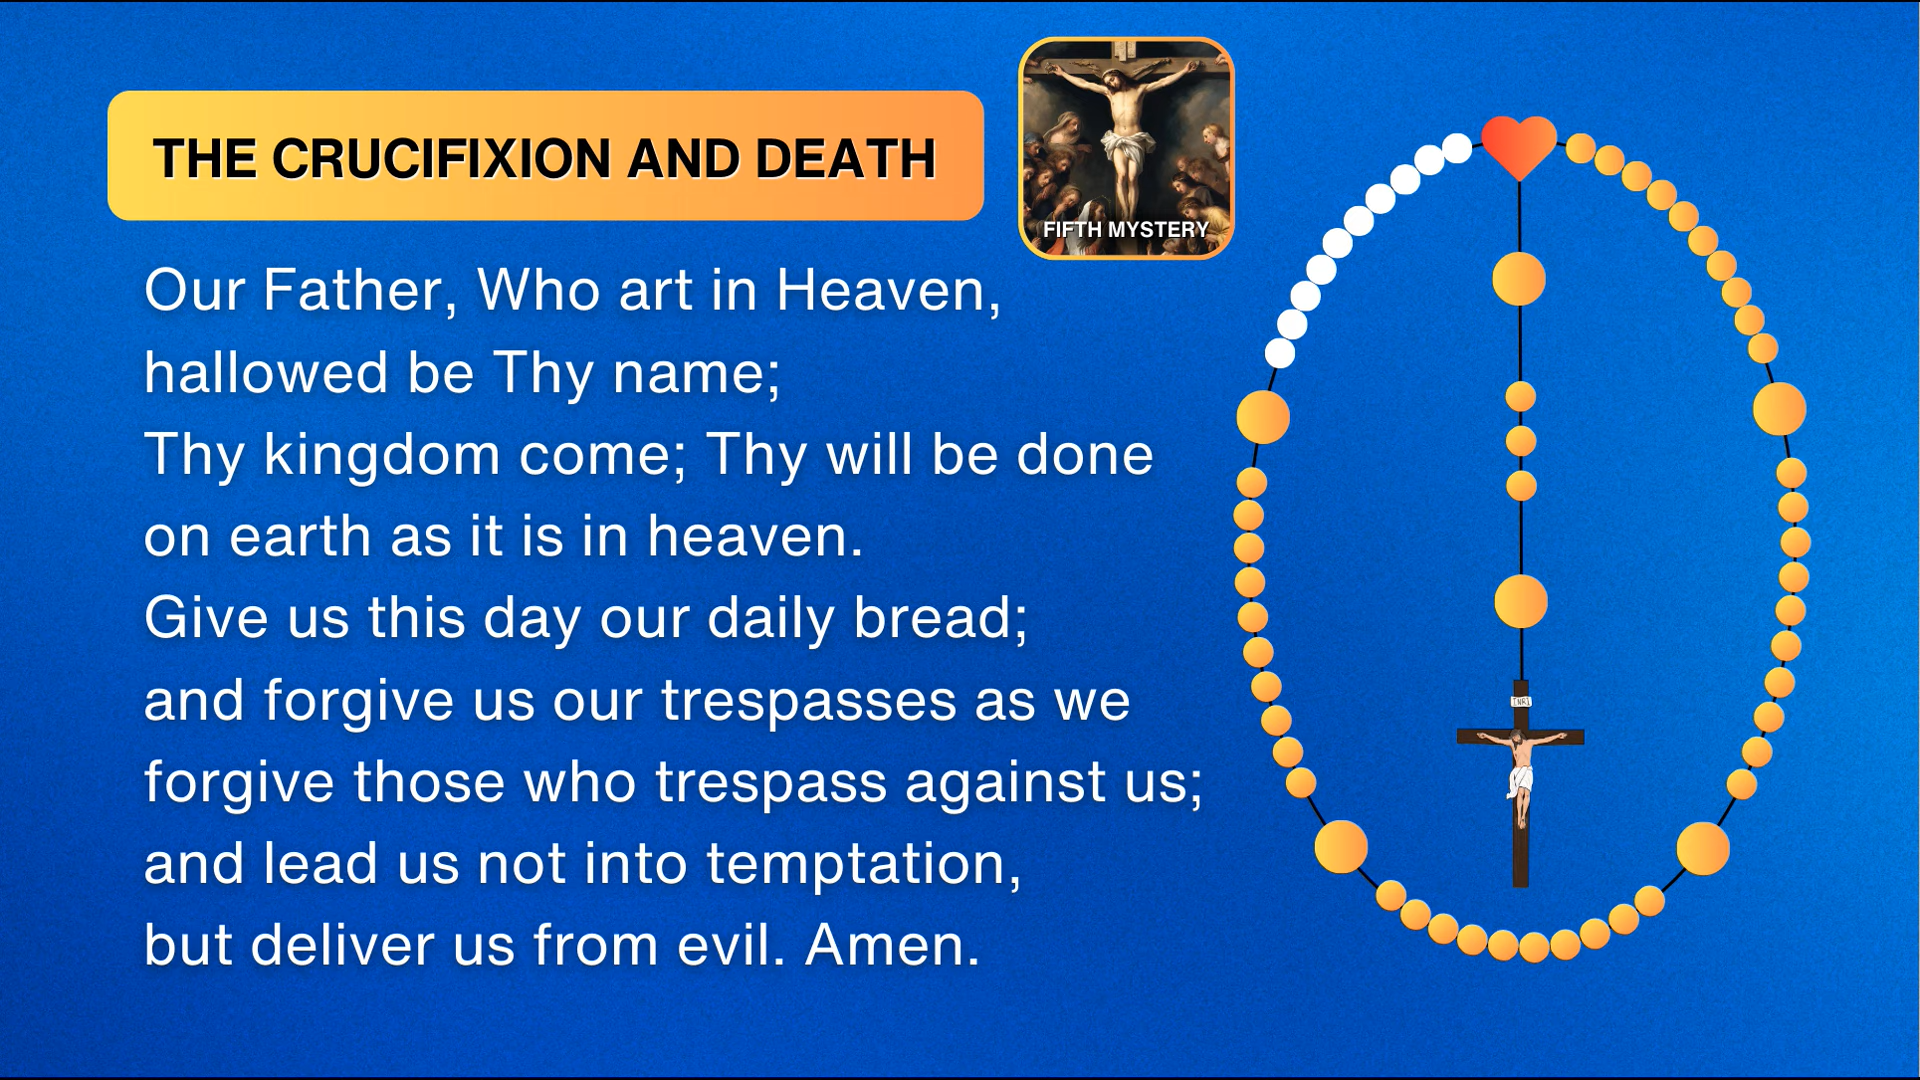 THE CRUCIFIXION AND DEATH
FIFTH MYSTERY
Our Father, Who art in Heaven,
hallowed be Thy name;
Thy kingdom come; Thy will be done
on earth as it is in heaven.
Give us this day our daily bread;
and forgive us our trespasses as we
forgive those who trespass against us;
and lead us not into temptation,
but deliver us from evil. Amen.
INRI